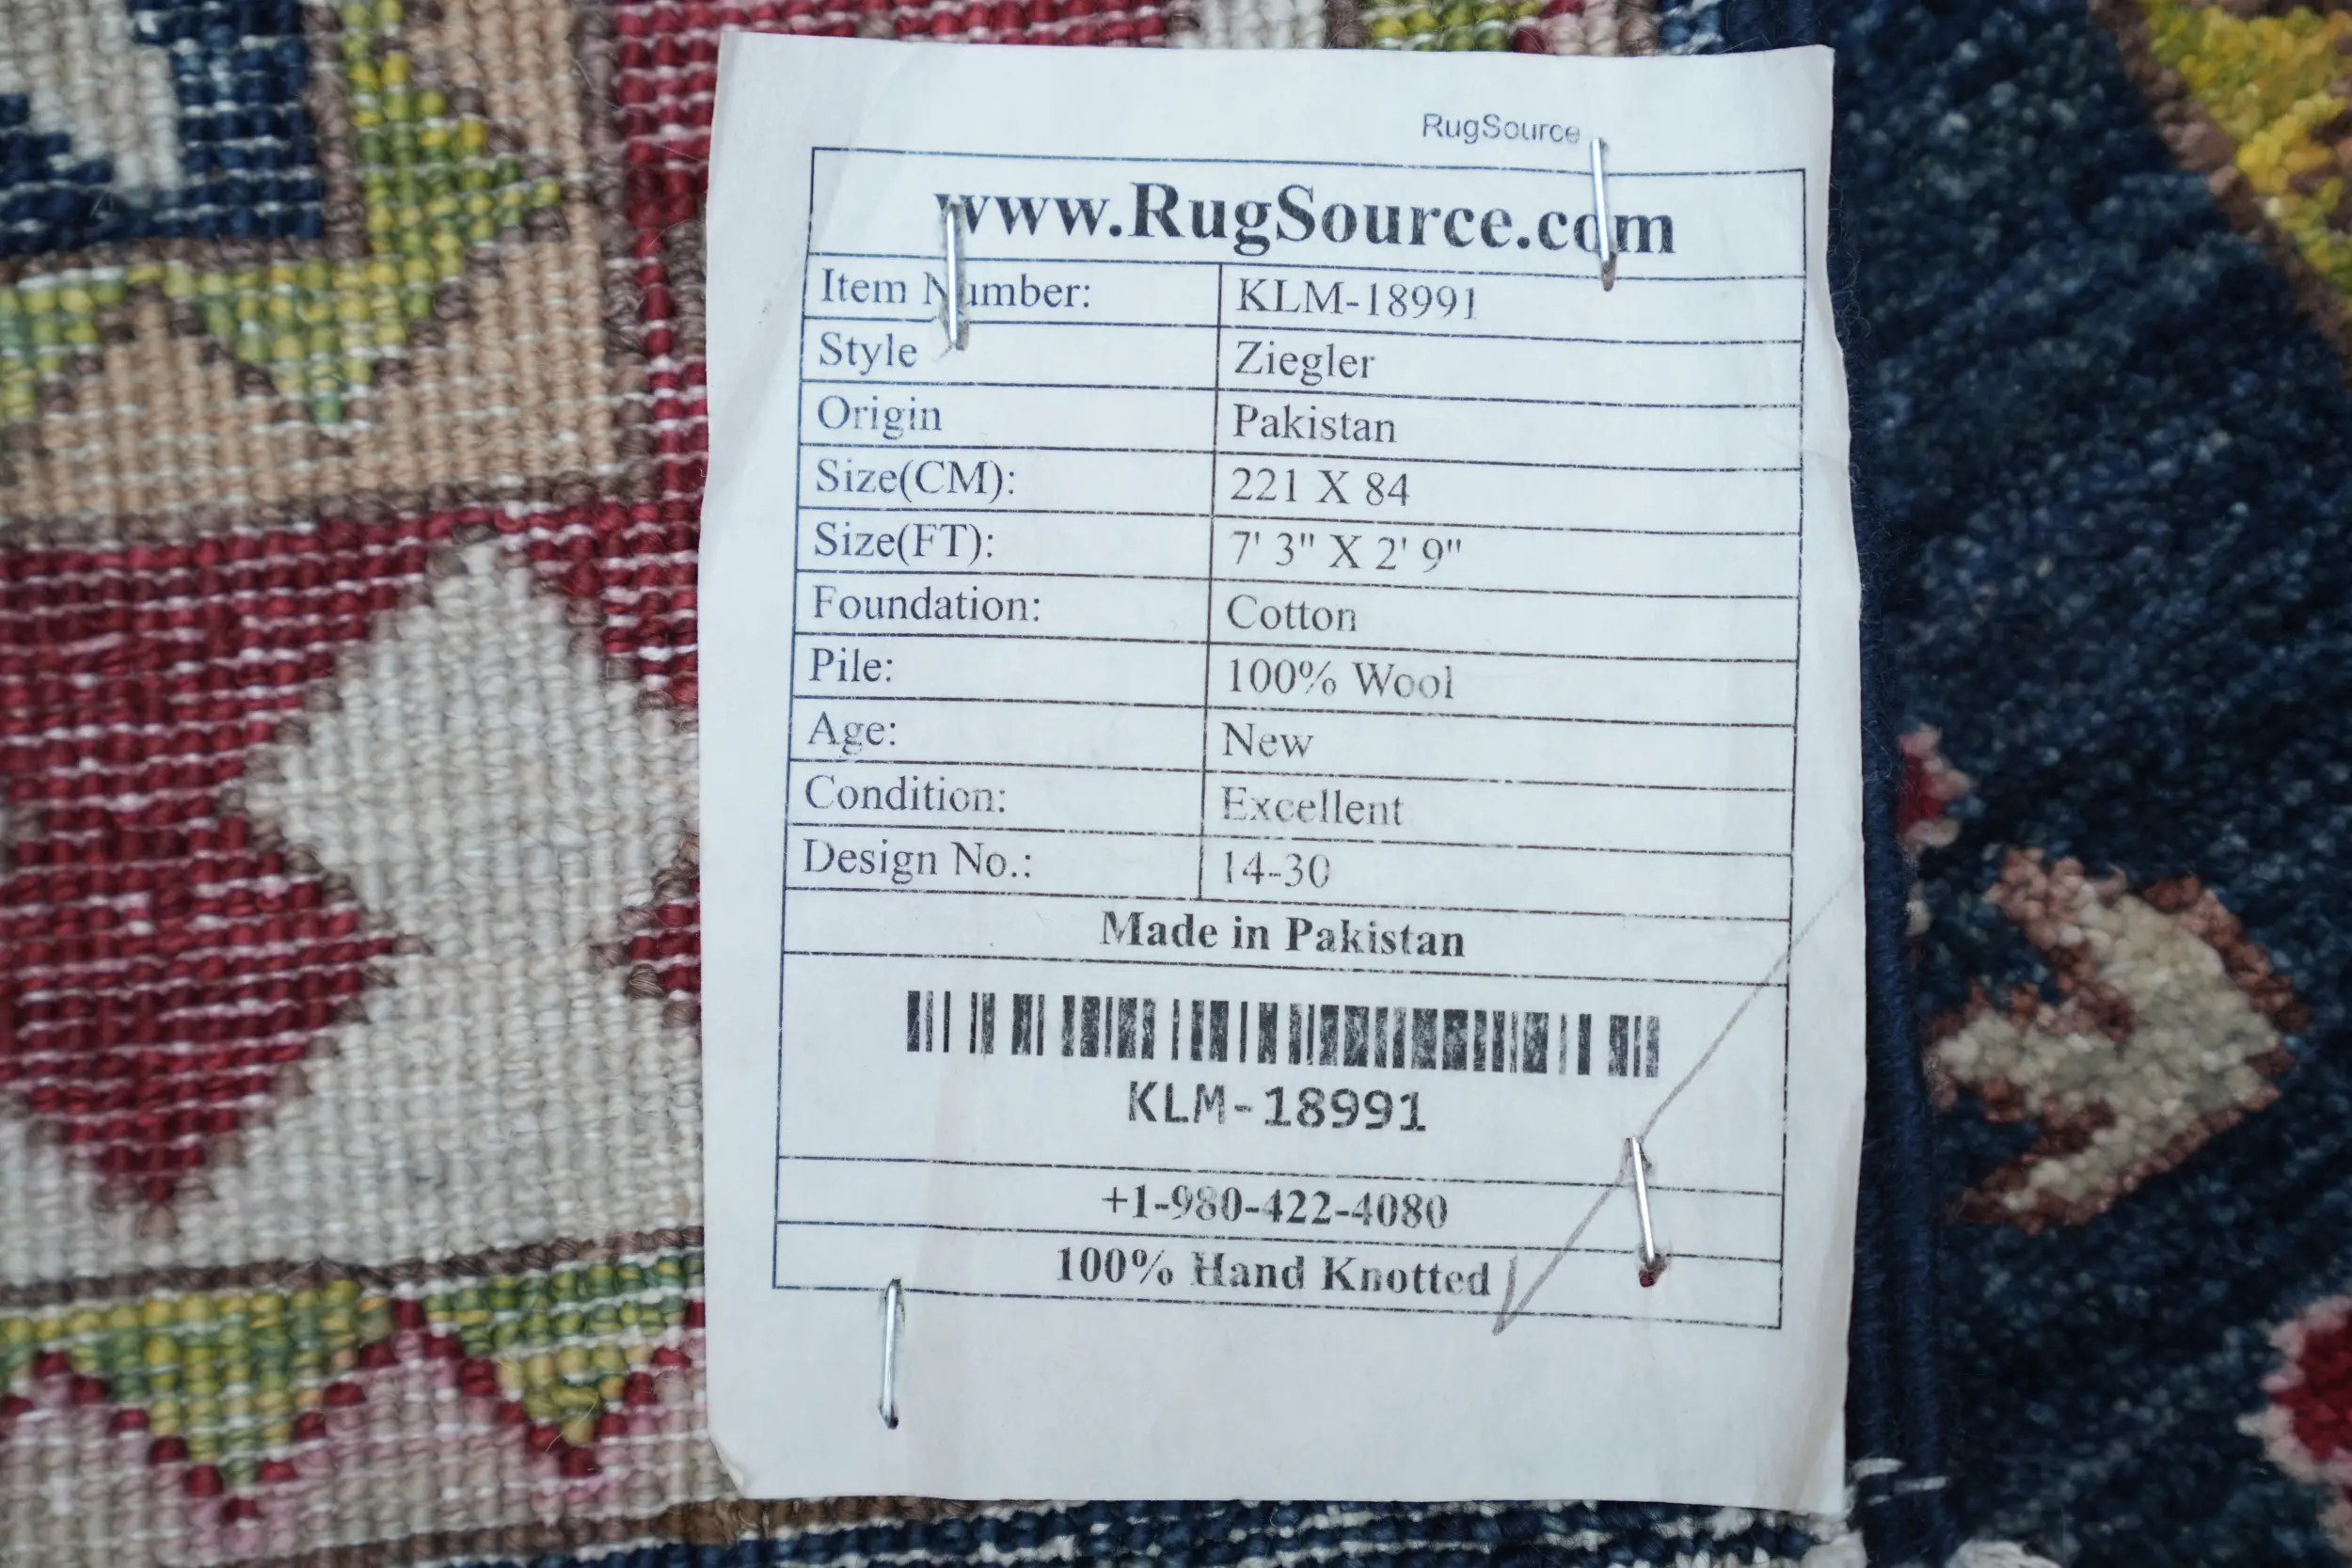 RugSource
www.RugSource.com
Item Number: KLM-18991
Style Ziegler
Origin Pakistan
Size(CM): 221 X 84
Size(FT): 7' 3" X 2' 9"
Foundation: Cotton
Pile: 100% Wool
Age: New
Condition: Excellent
Design No.: 14-30
Made in Pakistan
KLM-18991
+1-980-422-4080
100% Hand Knotted